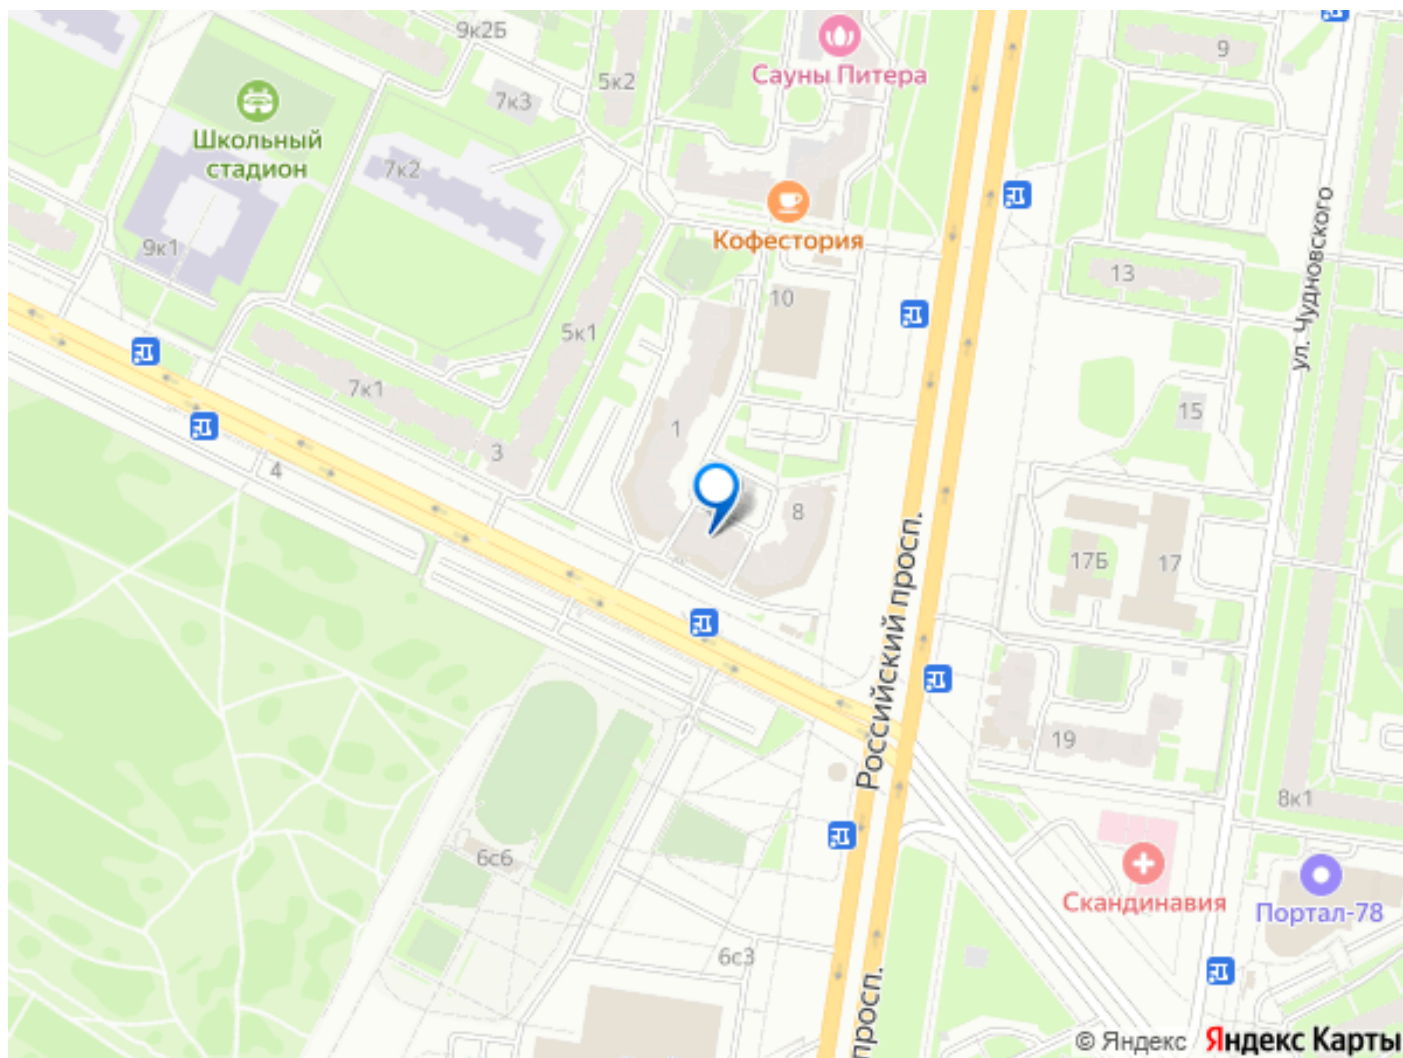 9к2Б
9
5к2
Сауны Питера
7к3
Школьный
стадион
7к2
ул. Чудновского
Кофестория
9к1
13
10
5к1
7к1
15
1
3
4
8
Российский просп.
17Б
17
19
8к1
6с6
Скандинавия
Портал-78
6с3
просп.
© Яндекс Яндекс Карты